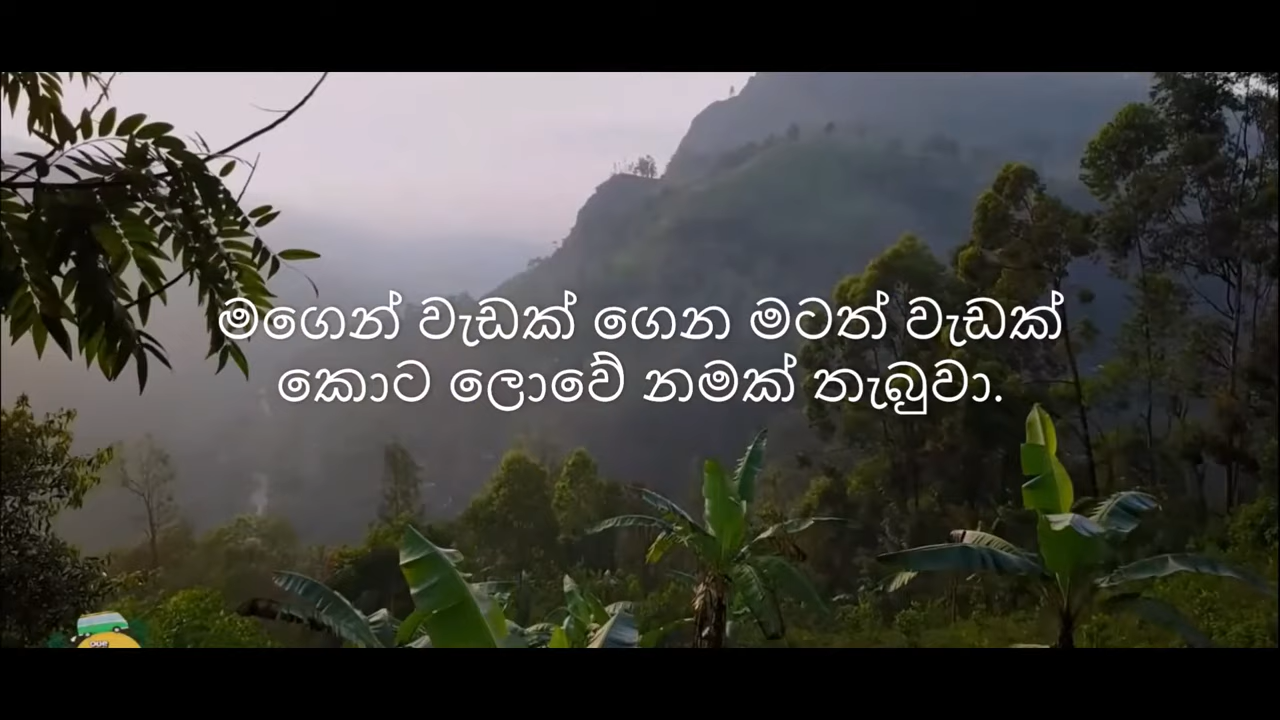 මගෙන් වැඩක් ගෙන මටත් වැඩක්
කොට ලොවේ නමක් තැබුවා.